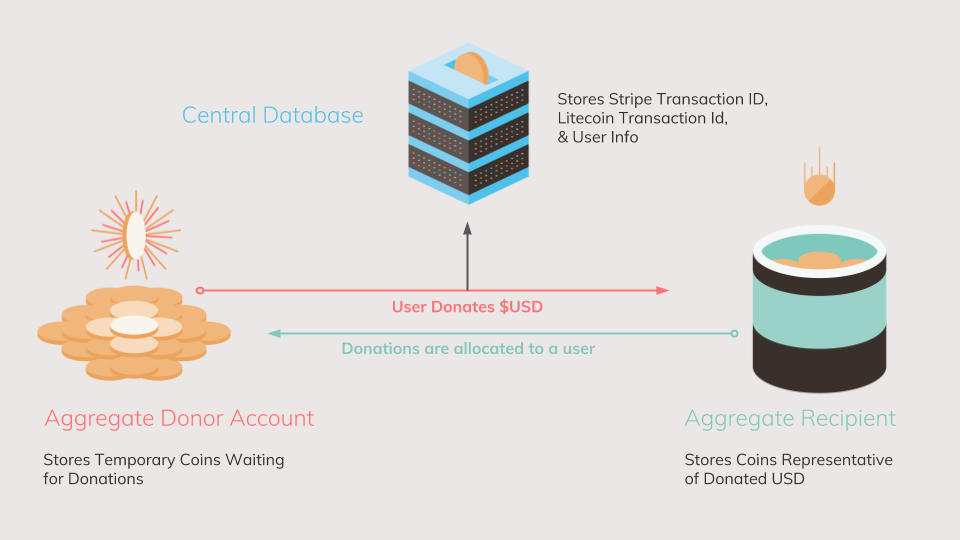 Central Database
Stores Stripe Transaction ID,
Litecoin Transaction Id,
& User Info
User Donates $USD
Donations are allocated to a user
Aggregate Donor Account
Stores Temporary Coins Waiting
for Donations
Aggregate Recipient
Stores Coins Representative
of Donated USD